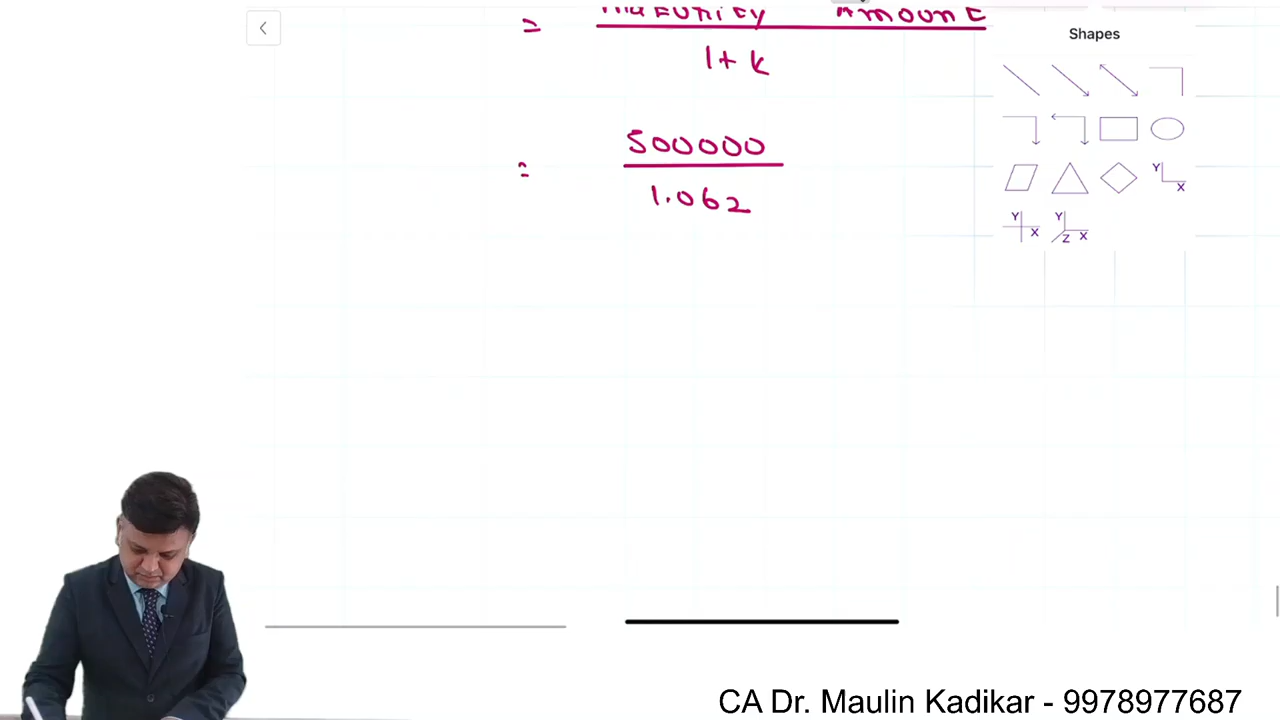 = Maturity Amount
1+k
Shapes
= 500000
1.062
Y
X
Y
X
Y
Z X
CA Dr. Maulin Kadikar - 9978977687